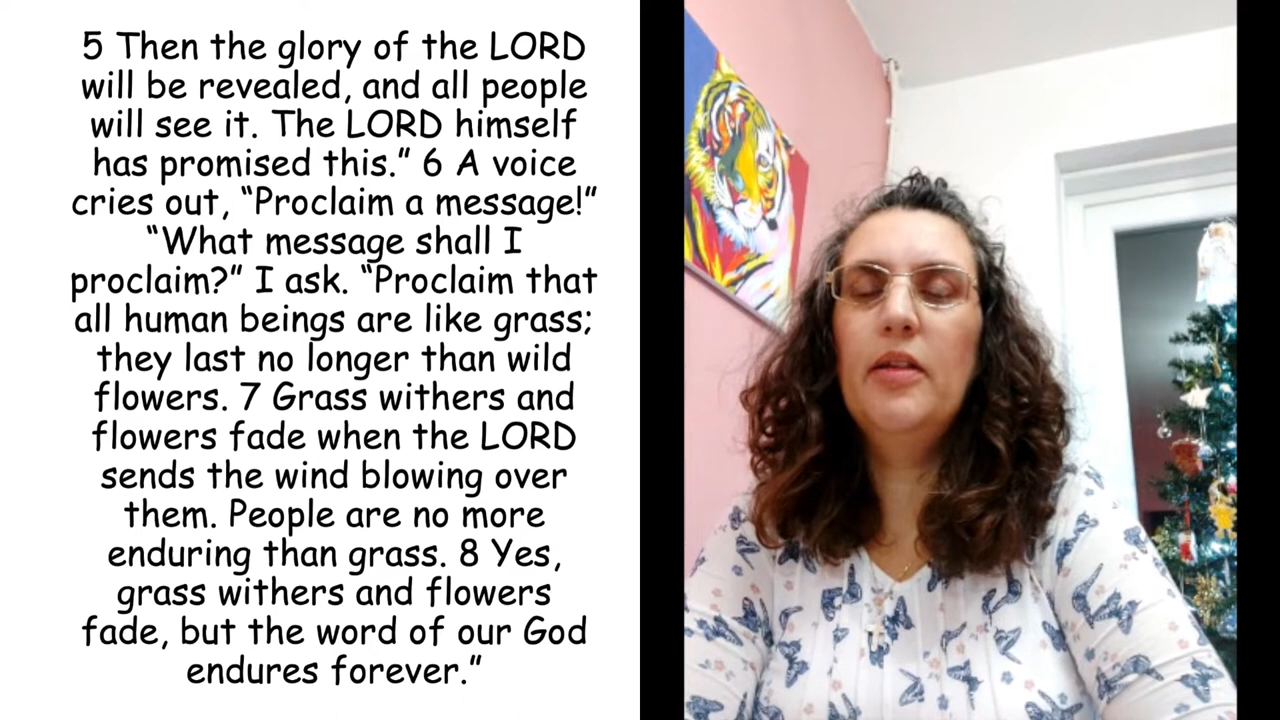 5 Then the glory of the LORD
will be revealed, and all people
will see it. The LORD himself
has promised this.” 6 A voice
cries out, “Proclaim a message!”
“What message shall I
proclaim?” I ask. “Proclaim that
all human beings are like grass;
they last no longer than wild
flowers. 7 Grass withers and
flowers fade when the LORD
sends the wind blowing over
them. People are no more
enduring than grass. 8 Yes,
grass withers and flowers
fade, but the word of our God
endures forever.”